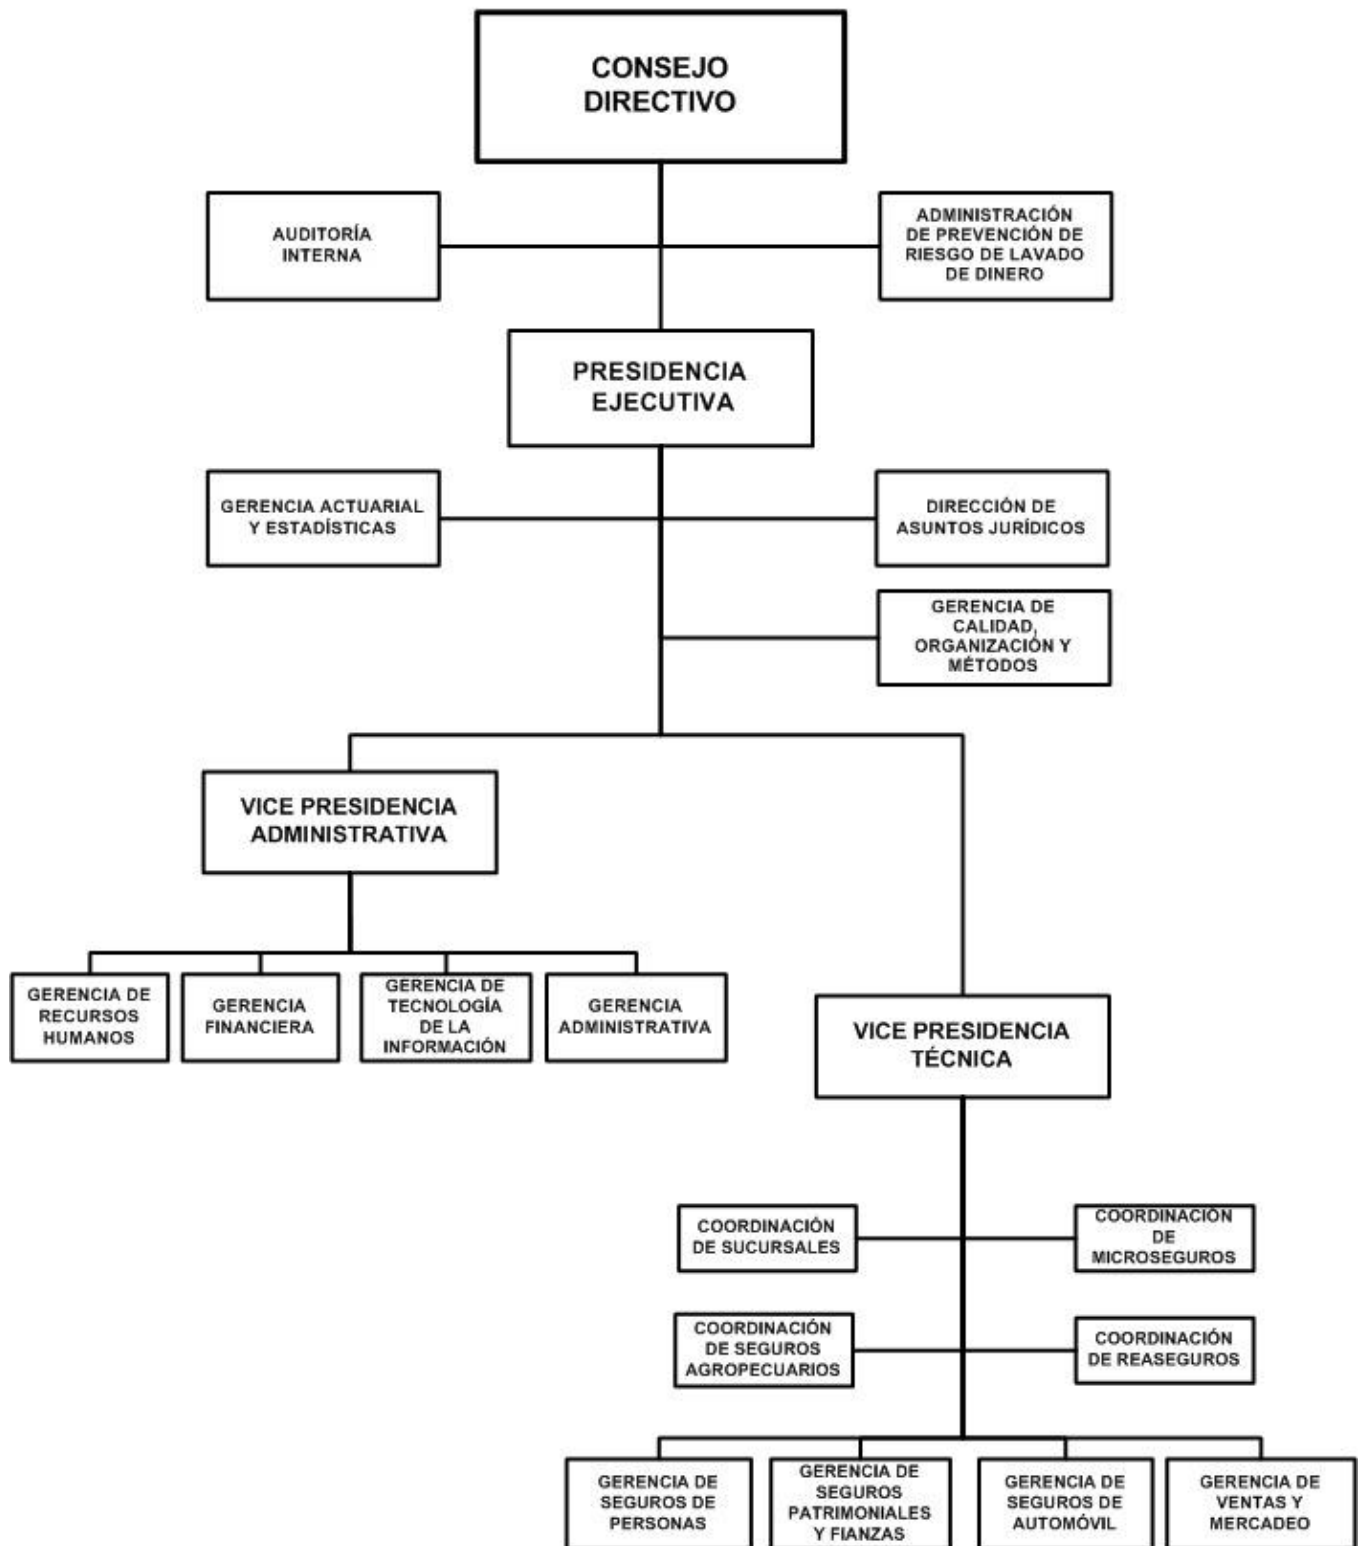 CONSEJO
DIRECTIVO
AUDITORÍA
INTERNA
ADMINISTRACIÓN
DE PREVENCIÓN DE
RIESGO DE LAVADO
DE DINERO
PRESIDENCIA
EJECUTIVA
GERENCIA ACTUARIAL
Y ESTADÍSTICAS
DIRECCIÓN DE
ASUNTOS JURÍDICOS
GERENCIA DE
CALIDAD,
ORGANIZACIÓN Y
MÉTODOS
VICE PRESIDENCIA
ADMINISTRATIVA
GERENCIA DE
RECURSOS
HUMANOS
GERENCIA
FINANCIERA
GERENCIA DE
TECNOLOGÍA
DE LA
INFORMACIÓN
GERENCIA
ADMINISTRATIVA
VICE PRESIDENCIA
TÉCNICA
COORDINACIÓN
DE SUCURSALES
COORDINACIÓN
DE
MICROSEGUROS
COORDINACIÓN
DE SEGUROS
AGROPECUARIOS
COORDINACIÓN
DE REASEGUROS
GERENCIA DE
SEGUROS DE
PERSONAS
GERENCIA DE
SEGUROS
PATRIMONIALES
Y FIANZAS
GERENCIA DE
SEGUROS DE
AUTOMÓVIL
GERENCIA DE
VENTAS Y
MERCADEO